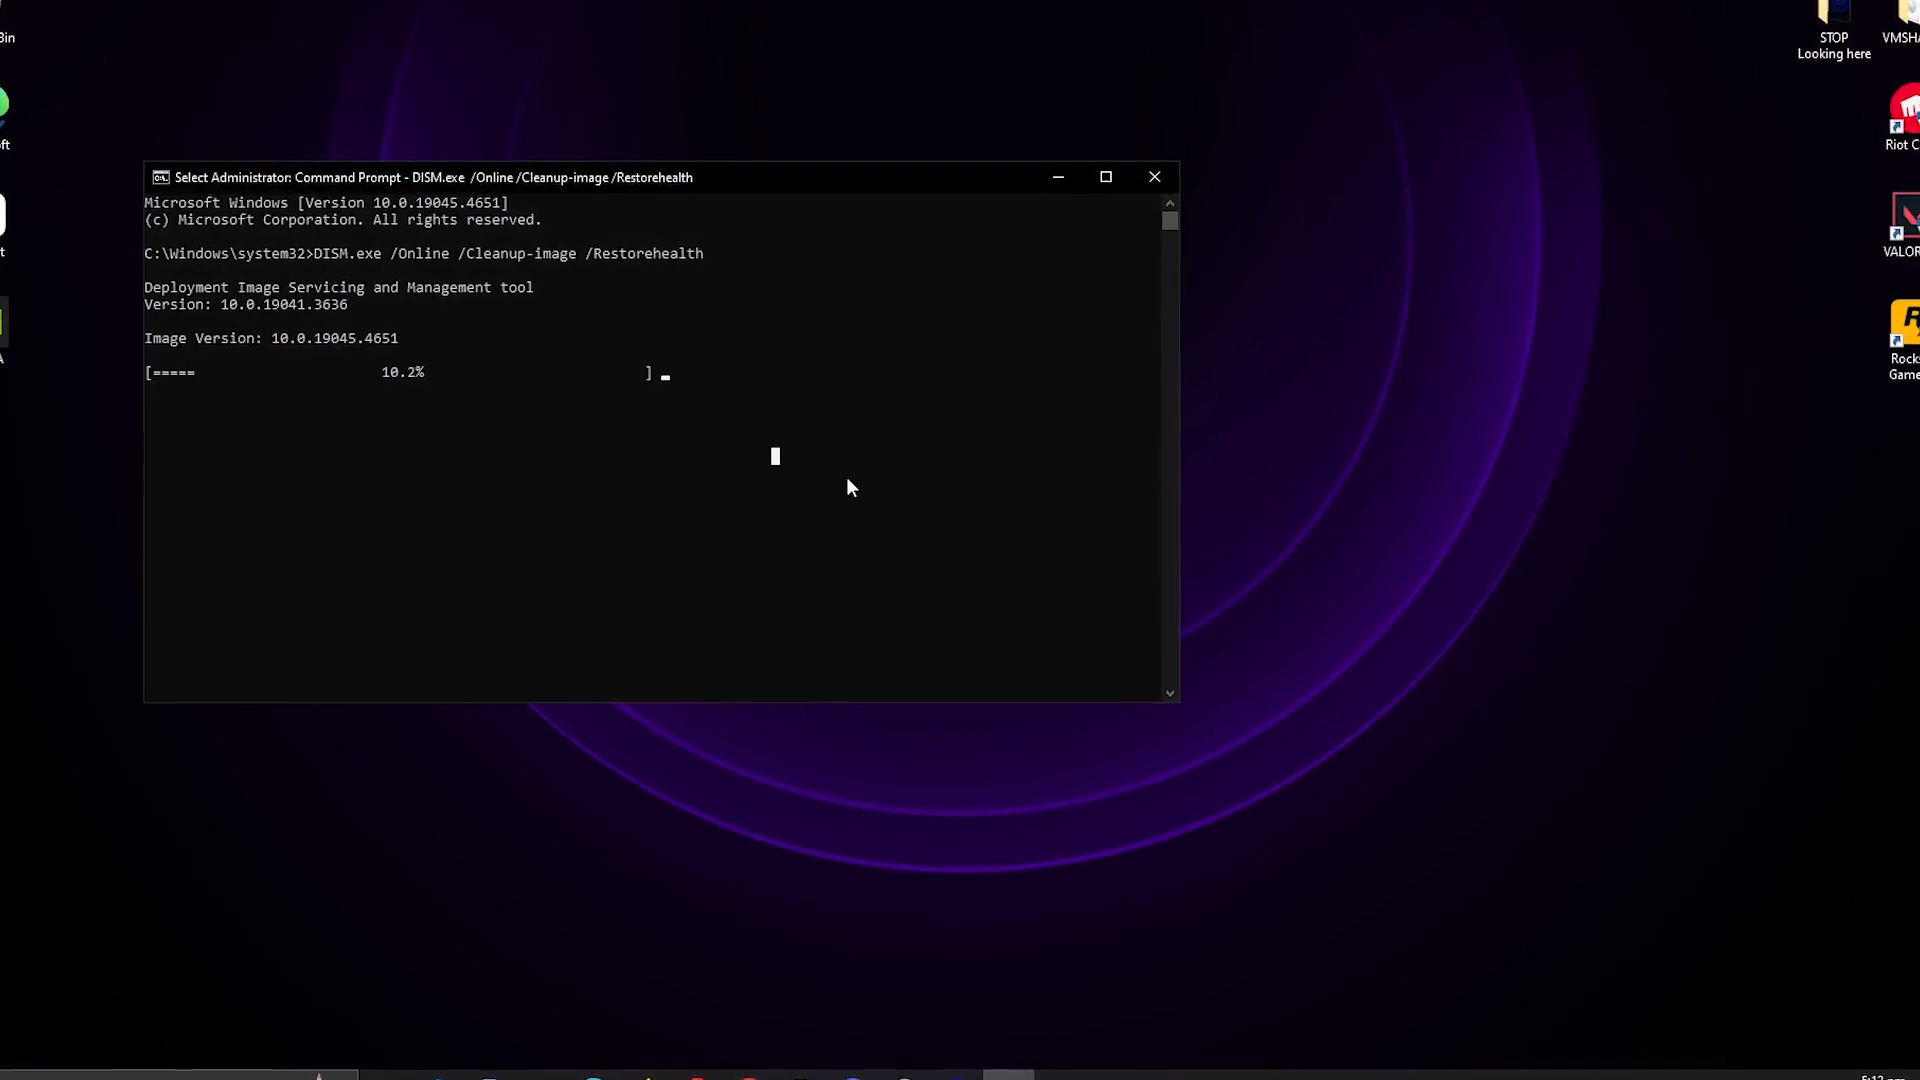 Select Administrator: Command Prompt - DISM.exe /Online /Cleanup-image /Restorehealth
Microsoft Windows [Version 10.0.19045.4651]
(c) Microsoft Corporation. All rights reserved.
C:\Windows\system32>DISM.exe /Online /Cleanup-image /Restorehealth
Deployment Image Servicing and Management tool
Version: 10.0.19041.3636
Image Version: 10.0.19045.4651
[===== 10.2% ]
STOP
Looking here
VMSHA
Riot C
VALOR
Rocks
Game
Bin
ft
t
A